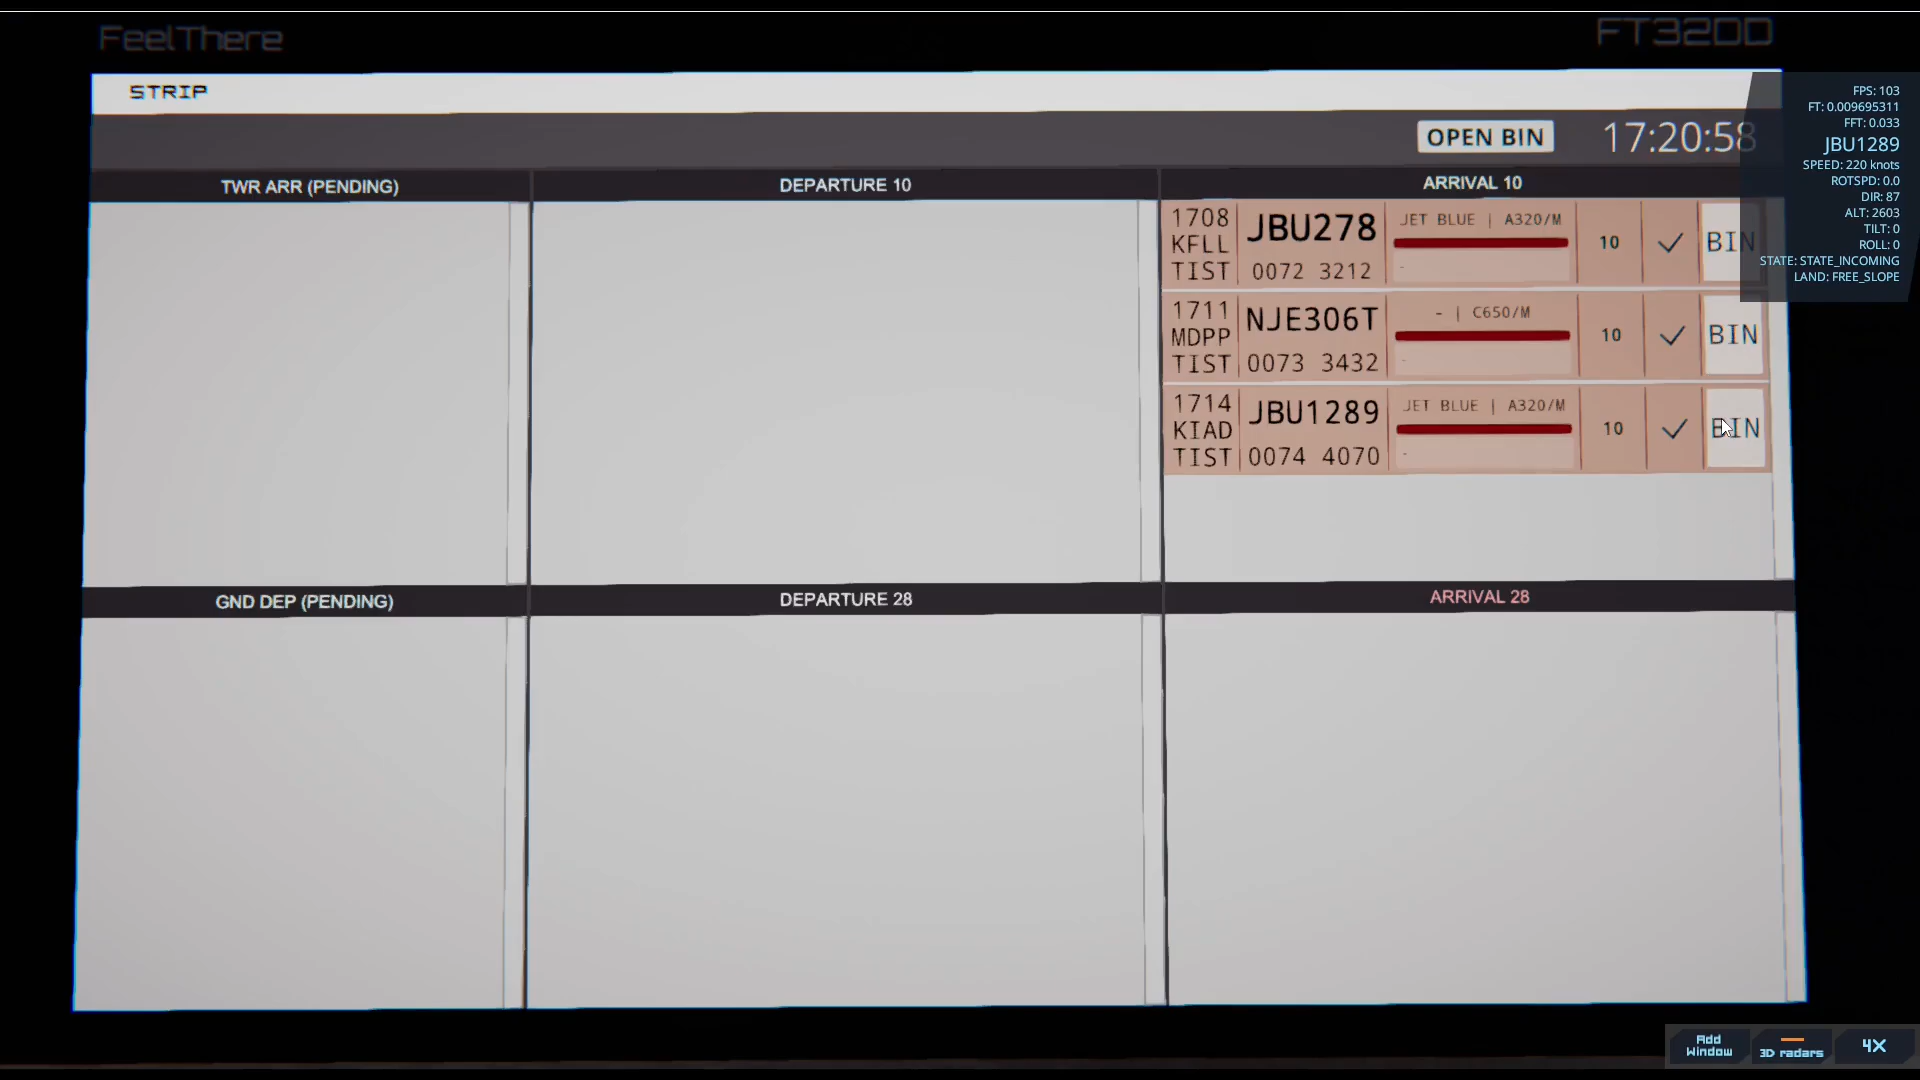 FeelThere
FT320D
STRIP
OPEN BIN
17:20:58
TWR ARR (PENDING)
DEPARTURE 10
ARRIVAL 10
1708
KFLL
TIST
JBU278
0072 3212
JET BLUE | A320/M
-
10
BIN
1711
MDPP
TIST
NJE306T
0073 3432
- | C650/M
-
10
BIN
1714
KIAD
TIST
JBU1289
0074 4070
JET BLUE | A320/M
-
10
BIN
GND DEP (PENDING)
DEPARTURE 28
ARRIVAL 28
FPS: 103
FT: 0.009695311
FFT: 0.033
JBU1289
SPEED: 220 knots
ROTSPD: 0.0
DIR: 87
ALT: 2603
TILT: 0
ROLL: 0
STATE: STATE_INCOMING
LAND: FREE_SLOPE
Add
Window
3D radars
4X